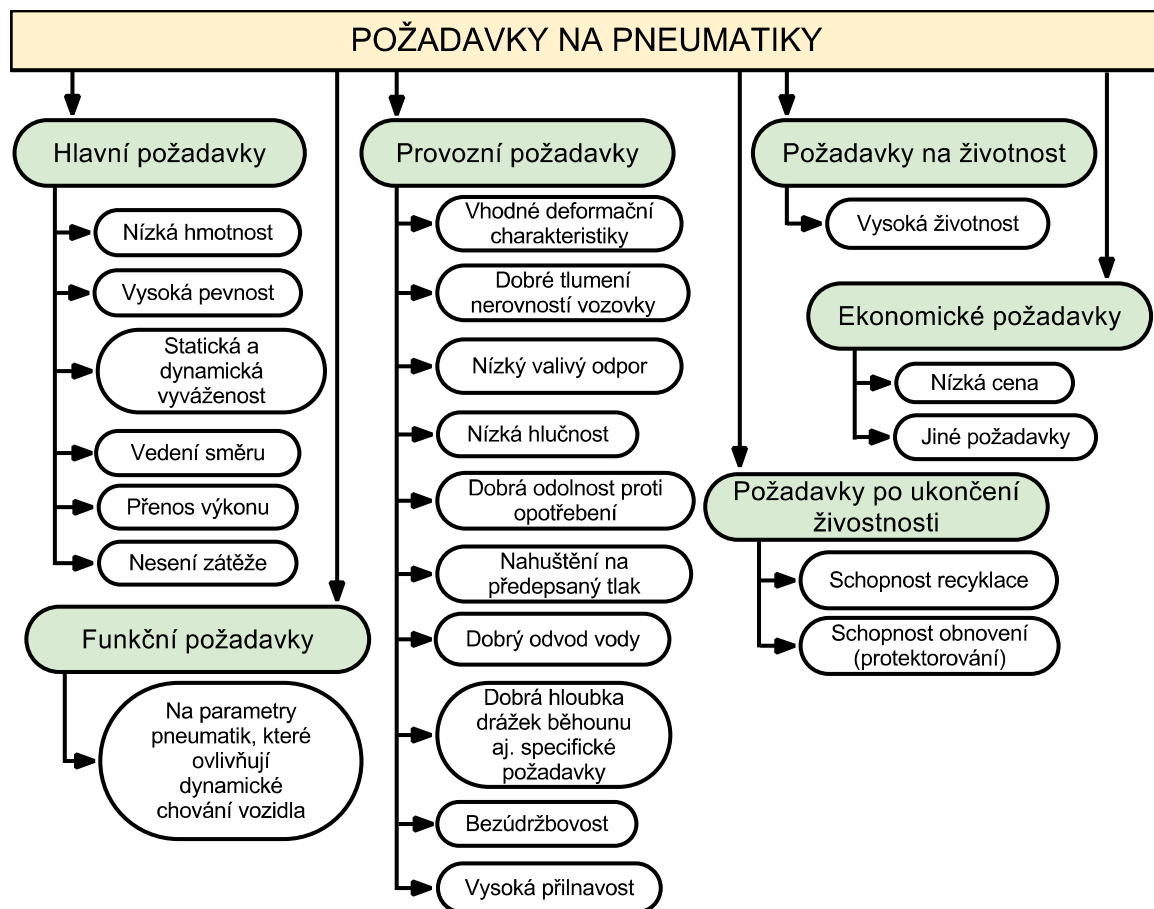 POŽADAVKY NA PNEUMATIKY
Hlavní požadavky
Nízká hmotnost
Vysoká pevnost
Statická a
dynamická
vyváženost
Vedení směru
Přenos výkonu
Nesení zátěže
Funkční požadavky
Na parametry
pneumatik, které
ovlivňují
dynamické
chování vozidla
Provozní požadavky
Vhodné deformační
charakteristiky
Dobré tlumení
nerovností vozovky
Nízký valivý odpor
Nízká hlučnost
Dobrá odolnost proti
opotřebení
Nahuštění na
předepsaný tlak
Dobrý odvod vody
Dobrá hloubka
drážek běhounu
aj. specifické
požadavky
Bezúdržbovost
Vysoká přilnavost
Požadavky na životnost
Vysoká životnost
Ekonomické požadavky
Nízká cena
Jiné požadavky
Požadavky po ukončení
živostnosti
Schopnost recyklace
Schopnost obnovení
(protektorování)